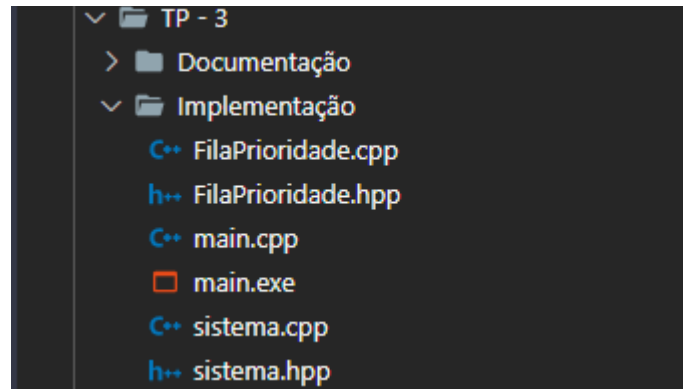 TP - 3
Documentação
Implementação
C++ FilaPrioridade.cpp
h++ FilaPrioridade.hpp
C++ main.cpp
main.exe
C++ sistema.cpp
h++ sistema.hpp